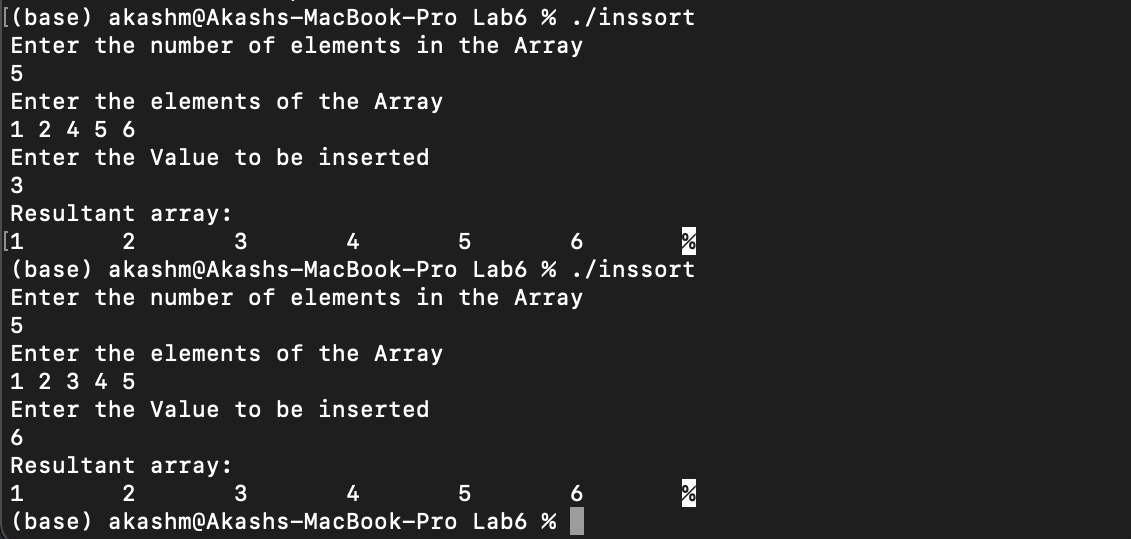 [(base) akashm@Akashs-MacBook-Pro Lab6 % ./inssort
Enter the number of elements in the Array
5
Enter the elements of the Array
1 2 4 5 6
Enter the Value to be inserted
3
Resultant array:
[1       2       3       4       5       6       %
(base) akashm@Akashs-MacBook-Pro Lab6 % ./inssort
Enter the number of elements in the Array
5
Enter the elements of the Array
1 2 3 4 5
Enter the Value to be inserted
6
Resultant array:
1       2       3       4       5       6       %
(base) akashm@Akashs-MacBook-Pro Lab6 %